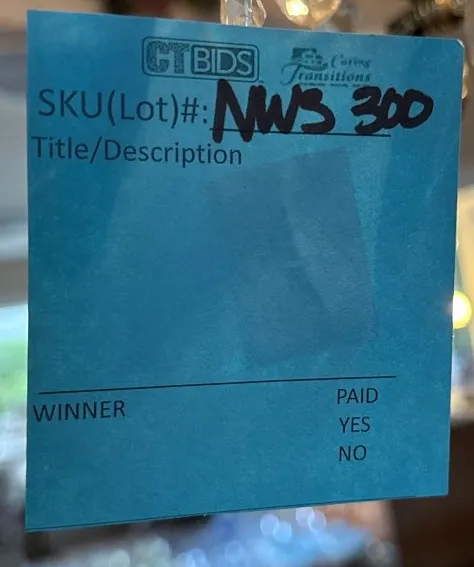 CTBIDS Caring Transitions
SKU(Lot)#: NWS 300
Title/Description
WINNER PAID
YES
NO